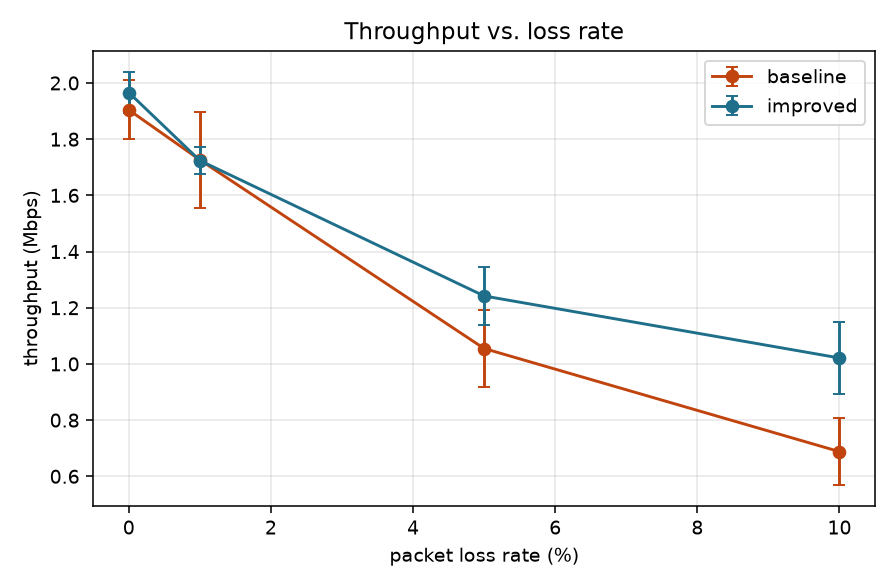 Throughput vs. loss rate
baseline
improved
throughput (Mbps)
2.0
1.8
1.6
1.4
1.2
1.0
0.8
0.6
0 2 4 6 8 10
packet loss rate (%)